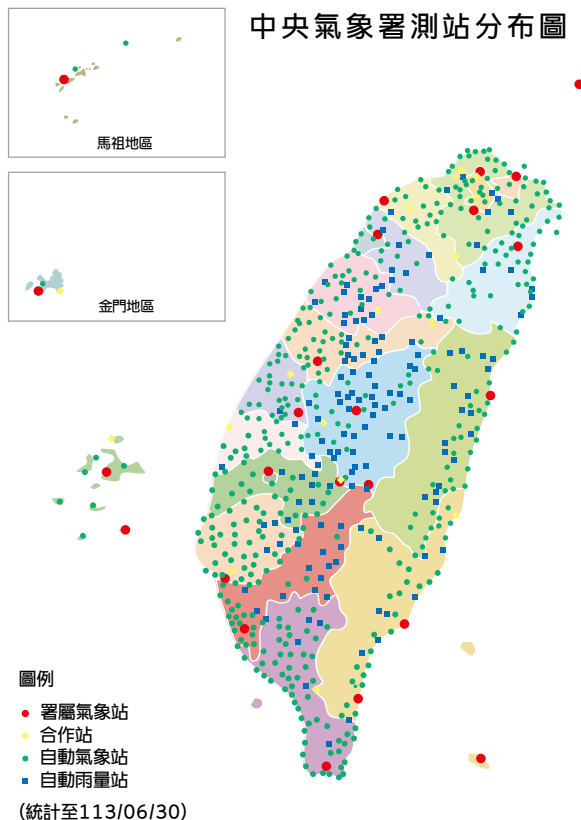 中央氣象署測站分布圖
馬祖地區
金門地區
圖例
署屬氣象站
合作站
自動氣象站
自動雨量站
(統計至113/06/30)